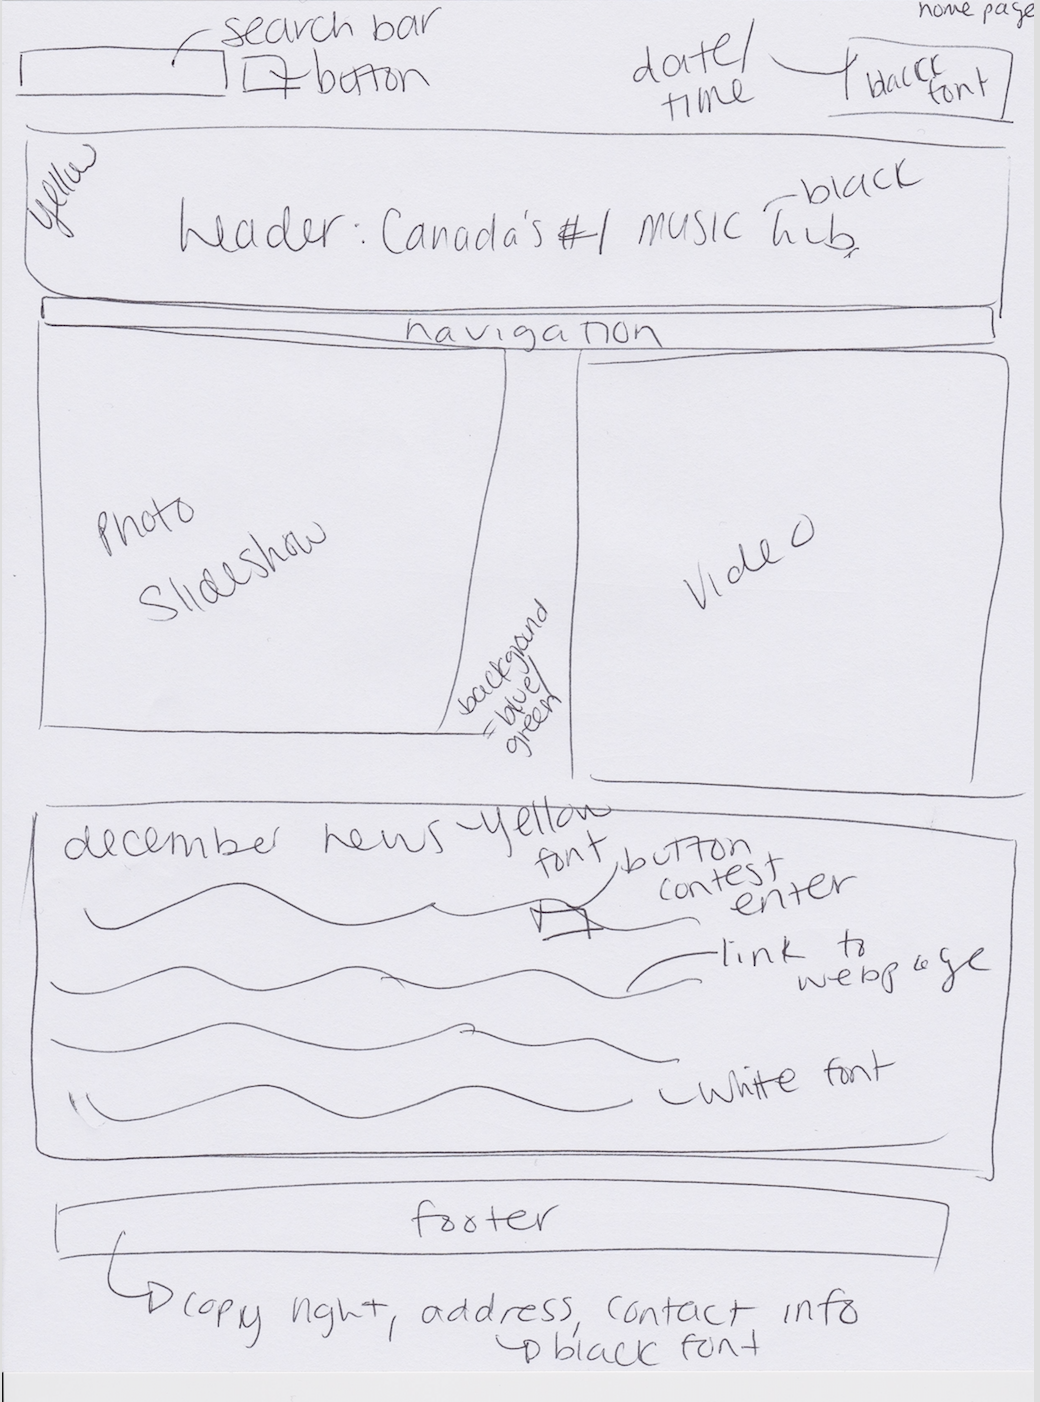 home page
search bar
button
date/
time
black
font
yellow
black
header: Canada's #1 music hub
navigation
Photo
Slideshow
Video
background
= blue/
green
december news
yellow
font
button
contest
enter
link to
webpage
white font
footer
copy right, address, contact info
black font